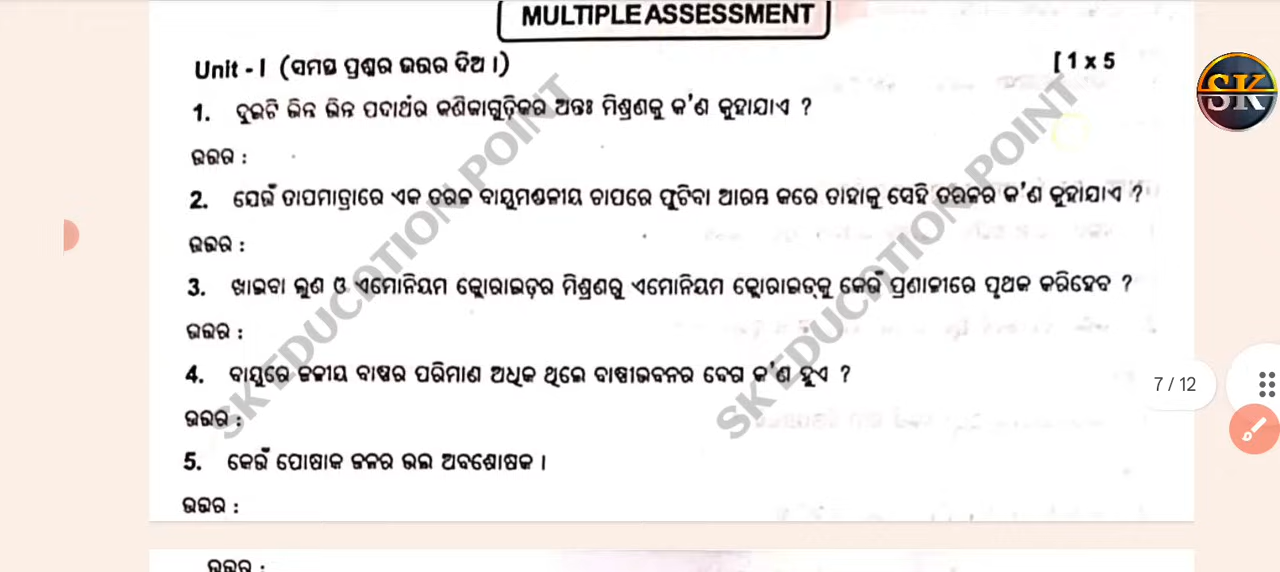 MULTIPLE ASSESSMENT
Unit - I (ସମସ୍ତ ପ୍ରଶ୍ନର ଉତ୍ତର ଦିଅ ।) [ 1 x 5
SK
1. ଦୁଇଟି ଭିନ୍ନ ଭିନ୍ନ ପଦାର୍ଥର କଣିକାଗୁଡ଼ିକର ଅନ୍ତଃ ମିଶ୍ରଣକୁ କ'ଣ କୁହାଯାଏ ?
ଉତ୍ତର :
2. ଯେଉଁ ତାପମାତ୍ରାରେ ଏକ ତରଳ ବାୟୁମଣ୍ଡଳୀୟ ଚାପରେ ଫୁଟିବା ଆରମ୍ଭ କରେ ତାହାକୁ ସେହି ତରଳର କ'ଣ କୁହାଯାଏ ?
ଉତ୍ତର :
3. ଖାଇବା ଲୁଣ ଓ ଏମୋନିୟମ କ୍ଲୋରାଇଡ଼ର ମିଶ୍ରଣରୁ ଏମୋନିୟମ କ୍ଲୋରାଇଡ୍‌କୁ କେଉଁ ପ୍ରଣାଳୀରେ ପୃଥକ କରିହେବ ?
ଉତ୍ତର :
4. ବାୟୁରେ ଜଳୀୟ ବାଷ୍ପର ପରିମାଣ ଅଧିକ ଥିଲେ ବାଷ୍ପୀଭବନର ବେଗ କ'ଣ ହୁଏ ?
7 / 12
ଉତ୍ତର :
5. କେଉଁ ପୋଷାକ ଜଳର ଭଲ ଅବଶୋଷକ ।
ଉତ୍ତର :
ଉତ୍ତର :
SK EDUCATION POINT
SK EDUCATION POINT